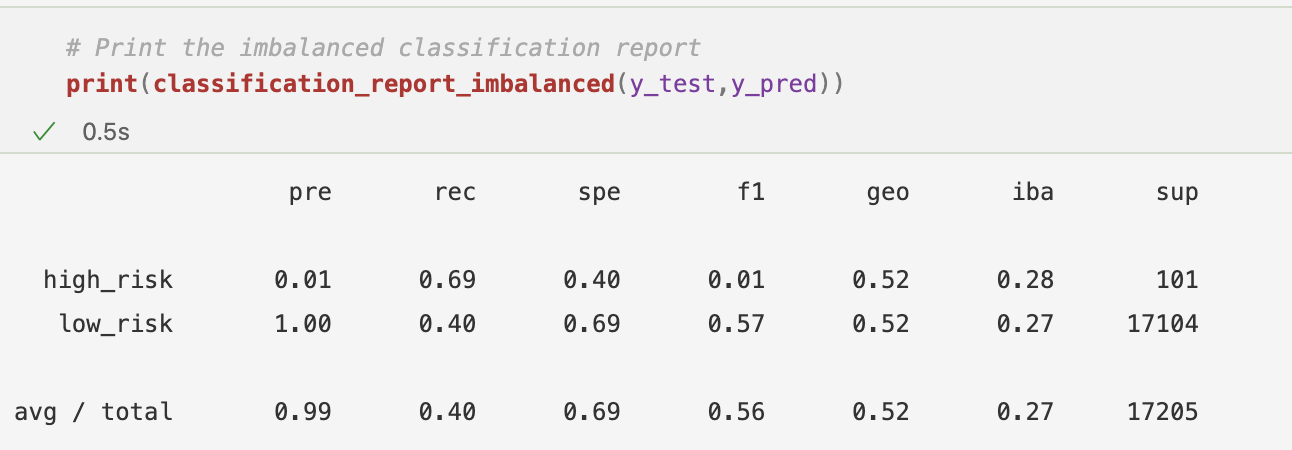 # Print the imbalanced classification report
print(classification_report_imbalanced(y_test,y_pred))
✓ 0.5s
pre rec spe f1 geo iba sup
high_risk 0.01 0.69 0.40 0.01 0.52 0.28 101
low_risk 1.00 0.40 0.69 0.57 0.52 0.27 17104
avg / total 0.99 0.40 0.69 0.56 0.52 0.27 17205